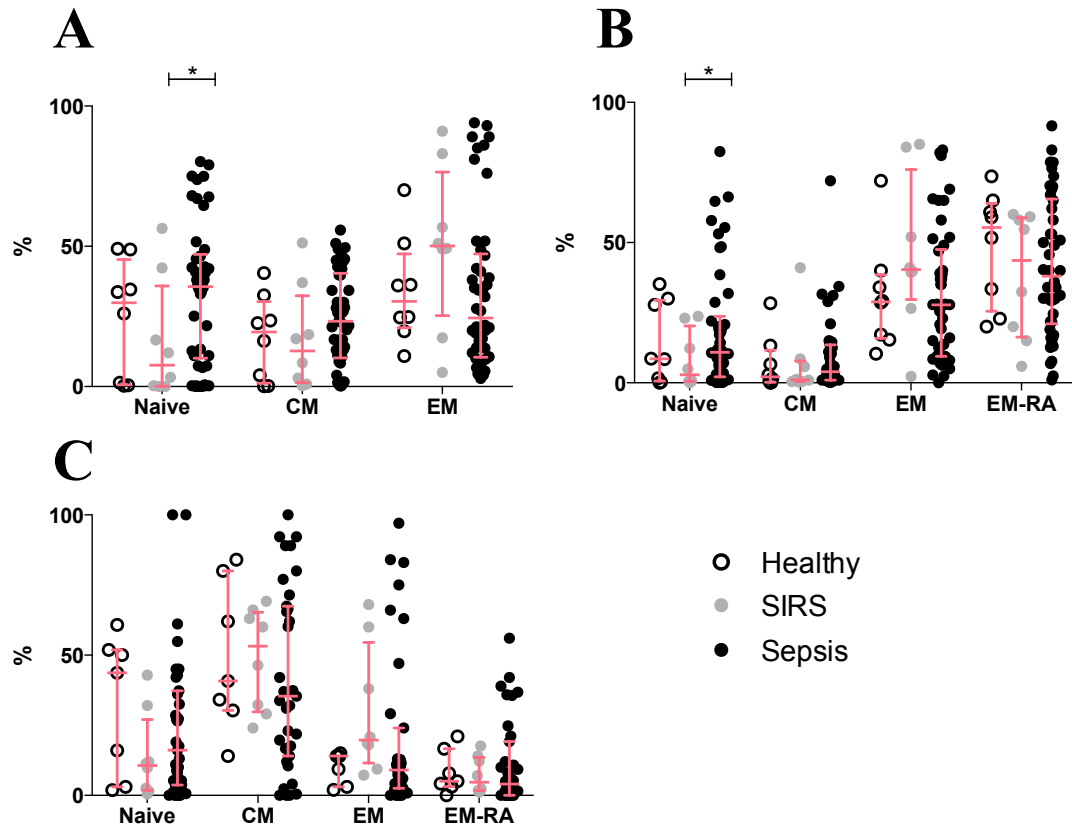 A
B
*
*
100
50
0
%
Naive
CM
EM
100
50
0
%
Naive
CM
EM
EM-RA
C
100
50
0
%
Naive
CM
EM
EM-RA
Healthy
SIRS
Sepsis